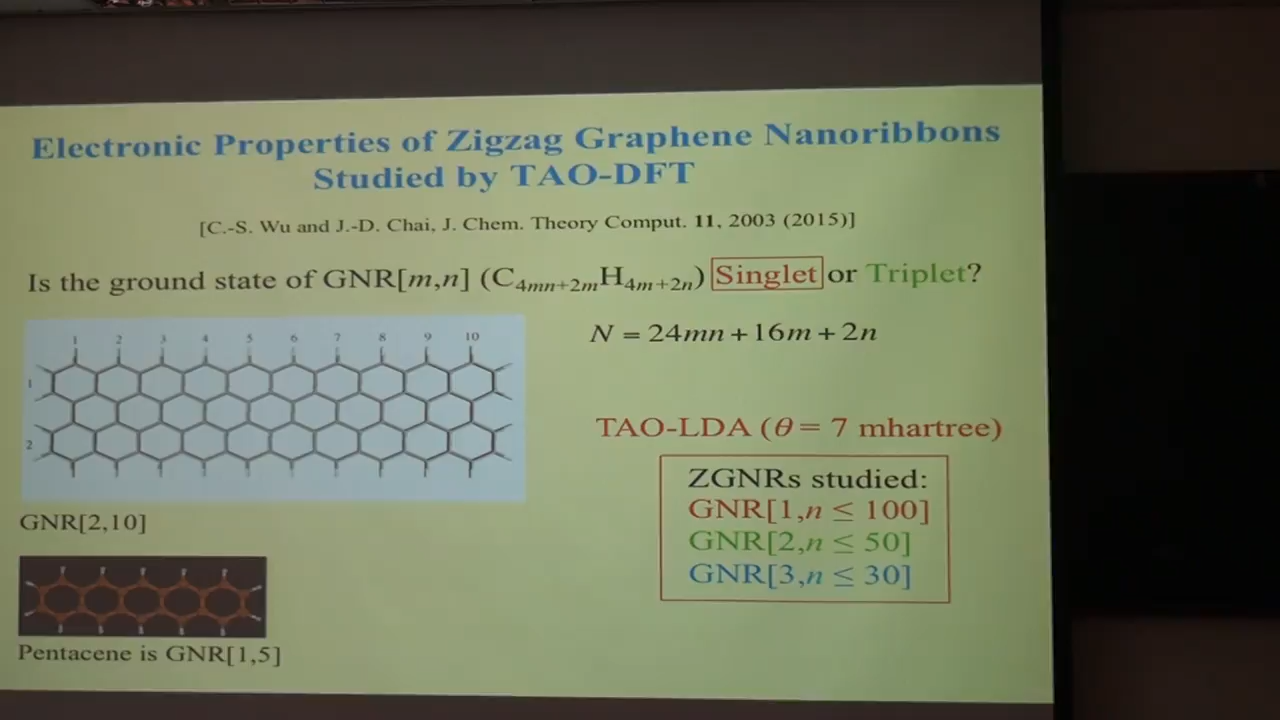 Electronic Properties of Zigzag Graphene Nanoribbons
Studied by TAO-DFT
[C.-S. Wu and J.-D. Chai, J. Chem. Theory Comput. 11, 2003 (2015)]
Is the ground state of GNR[m,n] (C₄ₘₙ₊₂ₘH₄ₘ₊₂ₙ) Singlet or Triplet?
N = 24mn + 16m + 2n
1 2 3 4 5 6 7 8 9 10
1
2
GNR[2,10]
TAO-LDA (θ = 7 mhartree)
ZGNRs studied:
GNR[1,n ≤ 100]
GNR[2,n ≤ 50]
GNR[3,n ≤ 30]
Pentacene is GNR[1,5]